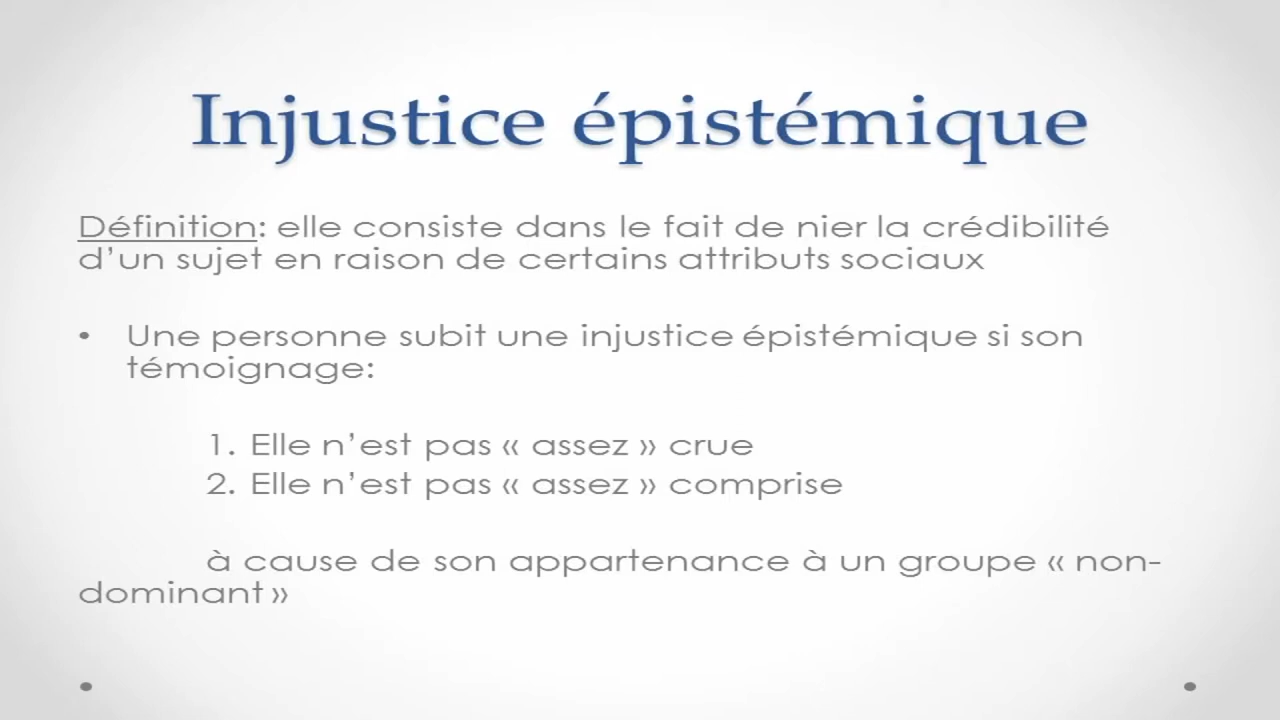 Injustice épistémique
Définition: elle consiste dans le fait de nier la crédibilité
d’un sujet en raison de certains attributs sociaux
• Une personne subit une injustice épistémique si son
témoignage:
1. Elle n’est pas « assez » crue
2. Elle n’est pas « assez » comprise
à cause de son appartenance à un groupe « non-
dominant »